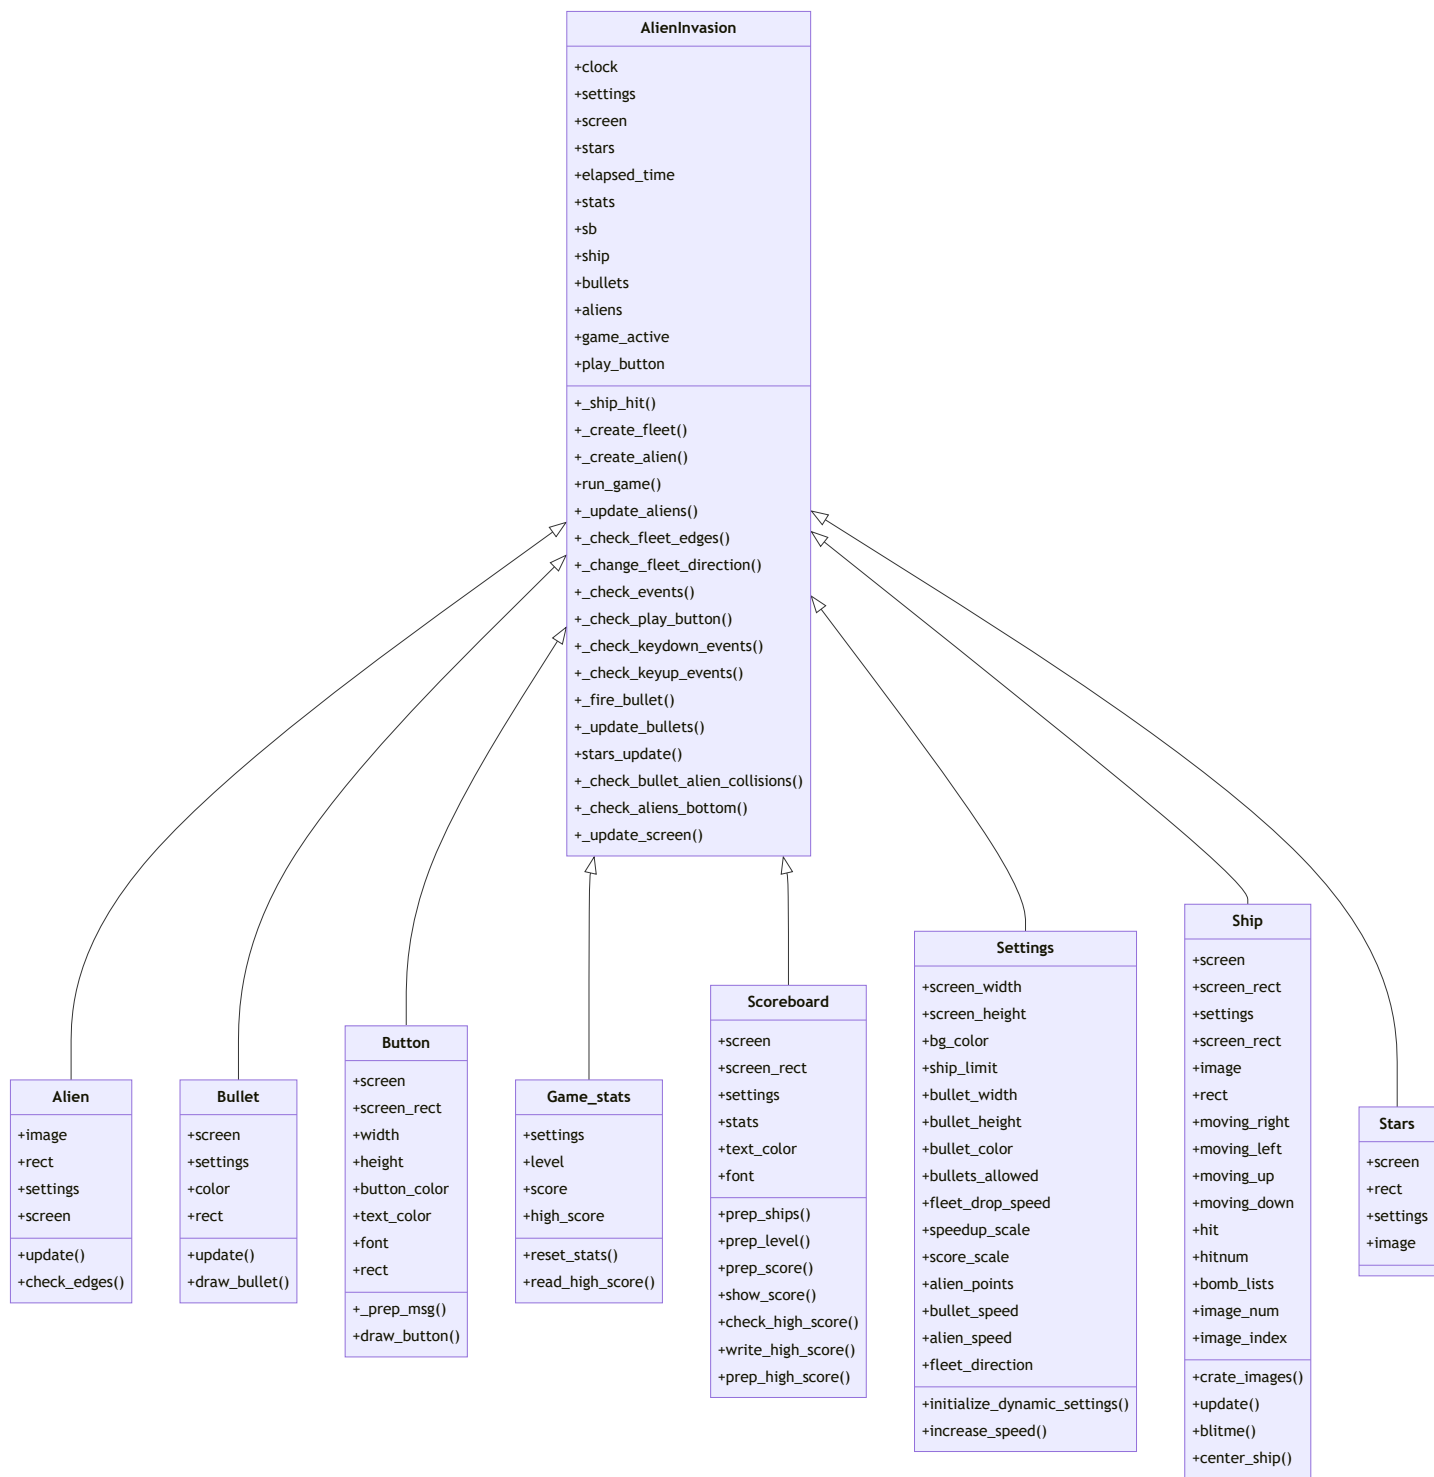 AlienInvasion
+clock
+settings
+screen
+stars
+elapsed_time
+stats
+sb
+ship
+bullets
+aliens
+game_active
+play_button
+_ship_hit()
+_create_fleet()
+_create_alien()
+run_game()
+_update_aliens()
+_check_fleet_edges()
+_change_fleet_direction()
+_check_events()
+_check_play_button()
+_check_keydown_events()
+_check_keyup_events()
+_fire_bullet()
+_update_bullets()
+stars_update()
+_check_bullet_alien_collisions()
+_check_aliens_bottom()
+_update_screen()
Alien
+image
+rect
+settings
+screen
+update()
+check_edges()
Bullet
+screen
+settings
+color
+rect
+update()
+draw_bullet()
Button
+screen
+screen_rect
+width
+height
+button_color
+text_color
+font
+rect
+_prep_msg()
+draw_button()
Game_stats
+settings
+level
+score
+high_score
+reset_stats()
+read_high_score()
Scoreboard
+screen
+screen_rect
+settings
+stats
+text_color
+font
+prep_ships()
+prep_level()
+prep_score()
+show_score()
+check_high_score()
+write_high_score()
+prep_high_score()
Settings
+screen_width
+screen_height
+bg_color
+ship_limit
+bullet_width
+bullet_height
+bullet_color
+bullets_allowed
+fleet_drop_speed
+speedup_scale
+score_scale
+alien_points
+bullet_speed
+alien_speed
+fleet_direction
+initialize_dynamic_settings()
+increase_speed()
Ship
+screen
+screen_rect
+settings
+screen_rect
+image
+rect
+moving_right
+moving_left
+moving_up
+moving_down
+hit
+hitnum
+bomb_lists
+image_num
+image_index
+crate_images()
+update()
+blitme()
+center_ship()
Stars
+screen
+rect
+settings
+image